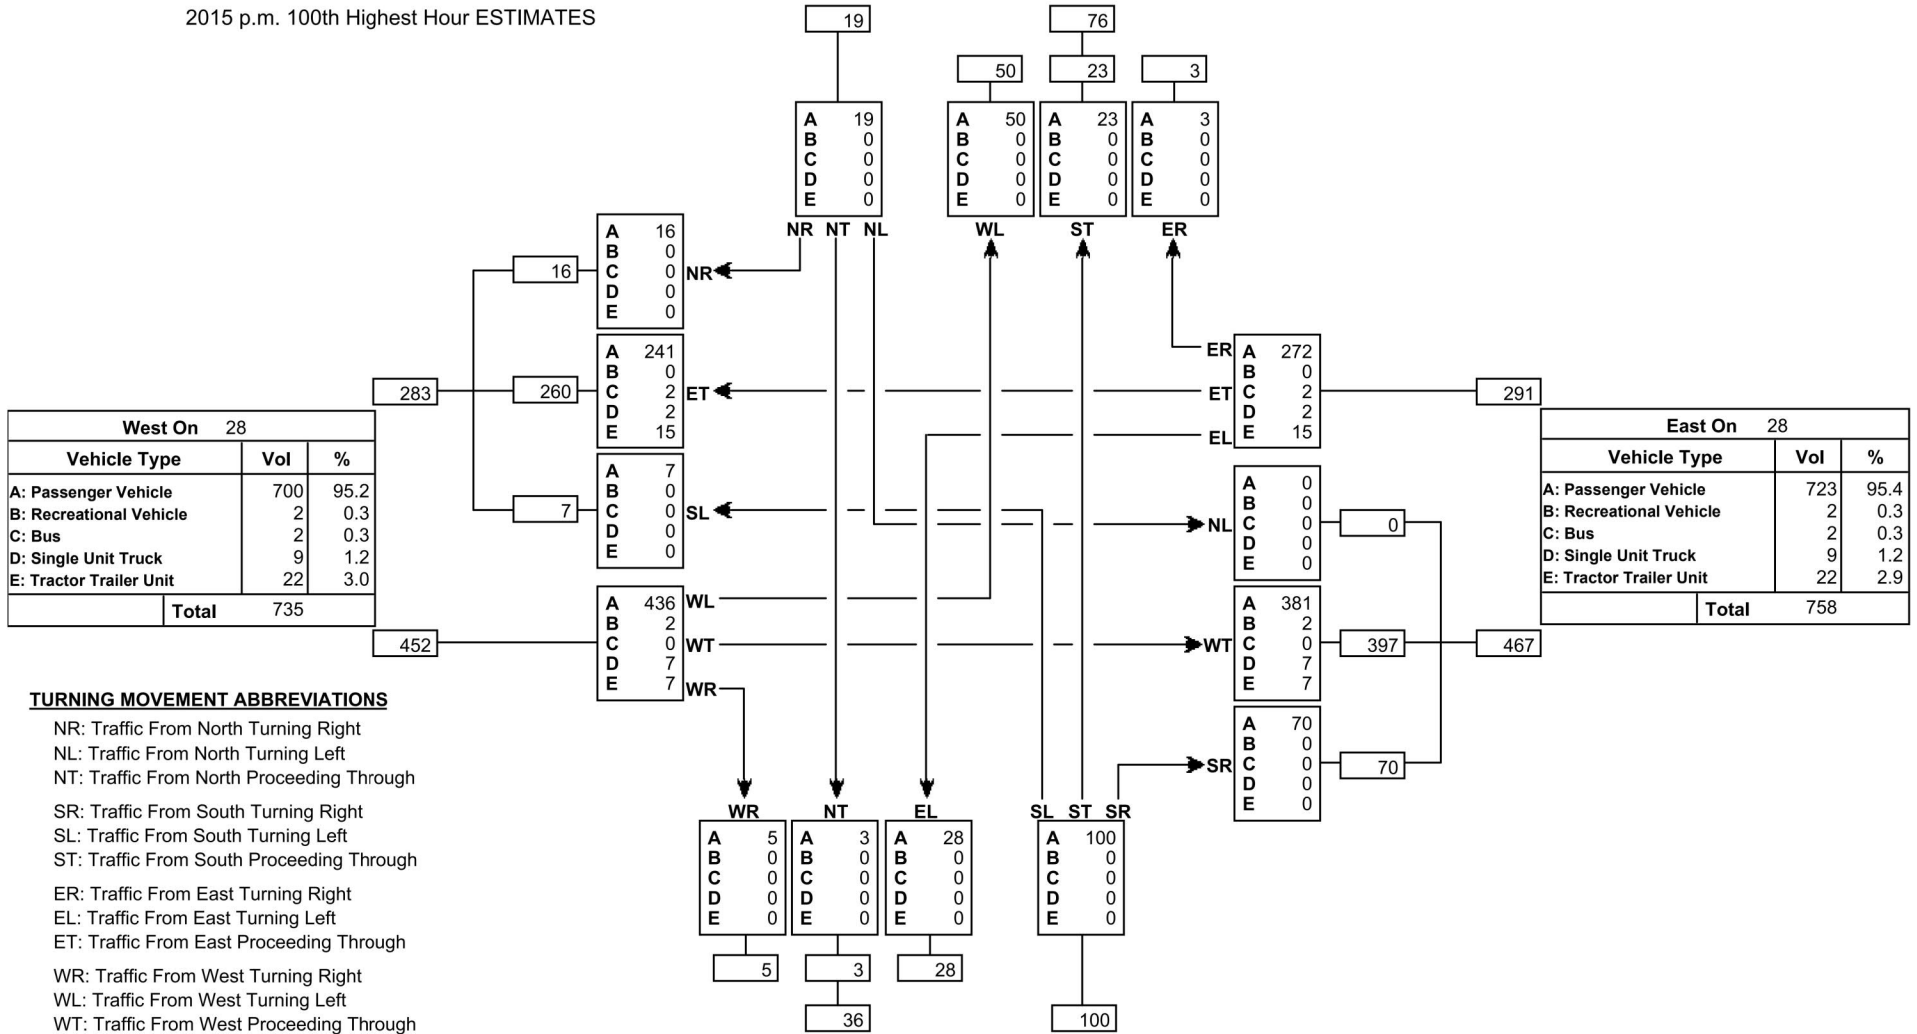 2015 p.m. 100th Highest Hour ESTIMATES
19
76
50
23
3
A 19
B 0
C 0
D 0
E 0
A 50
B 0
C 0
D 0
E 0
A 23
B 0
C 0
D 0
E 0
A 3
B 0
C 0
D 0
E 0
NR NT NL
WL
ST
ER
16
A 16
B 0
C 0
D 0
E 0
NR
283
260
A 241
B 0
C 2
D 2
E 15
ET
7
A 7
B 0
C 0
D 0
E 0
SL
452
A 436
B 2
C 0
D 7
E 7
WL
WT
WR
ER
ET
EL
A 272
B 0
C 2
D 2
E 15
291
NL
A 0
B 0
C 0
D 0
E 0
0
WT
A 381
B 2
C 0
D 7
E 7
397
467
SR
A 70
B 0
C 0
D 0
E 0
70
West On 28
Vehicle Type Vol %
A: Passenger Vehicle 700 95.2
B: Recreational Vehicle 2 0.3
C: Bus 2 0.3
D: Single Unit Truck 9 1.2
E: Tractor Trailer Unit 22 3.0
Total 735
East On 28
Vehicle Type Vol %
A: Passenger Vehicle 723 95.4
B: Recreational Vehicle 2 0.3
C: Bus 2 0.3
D: Single Unit Truck 9 1.2
E: Tractor Trailer Unit 22 2.9
Total 758
WR
NT
EL
SL ST SR
A 5
B 0
C 0
D 0
E 0
A 3
B 0
C 0
D 0
E 0
A 28
B 0
C 0
D 0
E 0
A 100
B 0
C 0
D 0
E 0
5
3
28
36
100
TURNING MOVEMENT ABBREVIATIONS
NR: Traffic From North Turning Right
NL: Traffic From North Turning Left
NT: Traffic From North Proceeding Through
SR: Traffic From South Turning Right
SL: Traffic From South Turning Left
ST: Traffic From South Proceeding Through
ER: Traffic From East Turning Right
EL: Traffic From East Turning Left
ET: Traffic From East Proceeding Through
WR: Traffic From West Turning Right
WL: Traffic From West Turning Left
WT: Traffic From West Proceeding Through